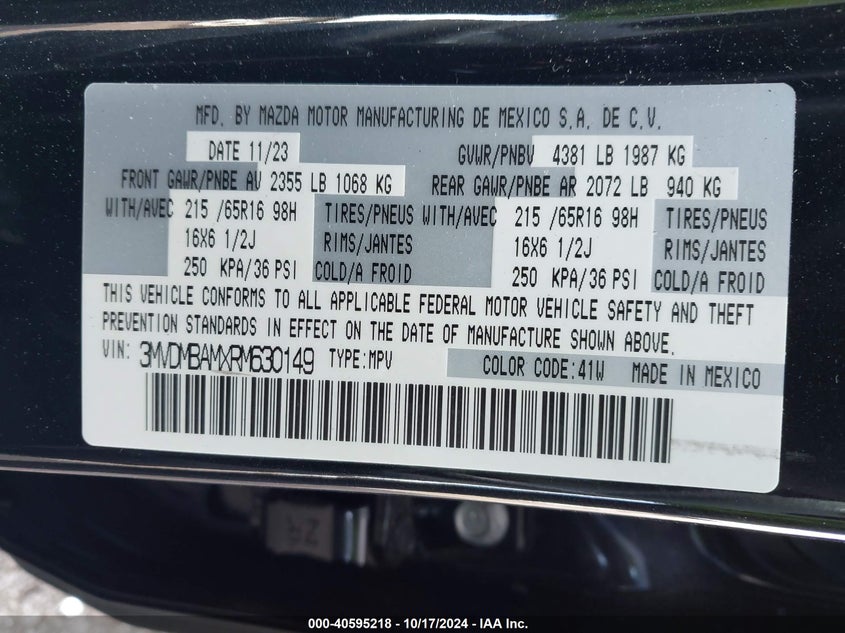 MFD. BY MAZDA MOTOR MANUFACTURING DE MEXICO S.A. DE C.V.
DATE 11/23 GVWR/PNBV 4381 LB 1987 KG
FRONT GAWR/PNBE AV 2355 LB 1068 KG REAR GAWR/PNBE AR 2072 LB 940 KG
WITH/AVEC 215 /65R16 98H TIRES/PNEUS WITH/AVEC 215 /65R16 98H TIRES/PNEUS
16X6 1/2J RIMS/JANTES 16X6 1/2J RIMS/JANTES
250 KPA/36 PSI COLD/A FROID 250 KPA/36 PSI COLD/A FROID
THIS VEHICLE CONFORMS TO ALL APPLICABLE FEDERAL MOTOR VEHICLE SAFETY AND THEFT
PREVENTION STANDARDS IN EFFECT ON THE DATE OF MANUFACTURE SHOWN ABOVE.
VIN: 3MVDMBAMXRM630149 TYPE:MPV COLOR CODE:41W MADE IN MEXICO
000-40595218 - 10/17/2024 - IAA Inc.